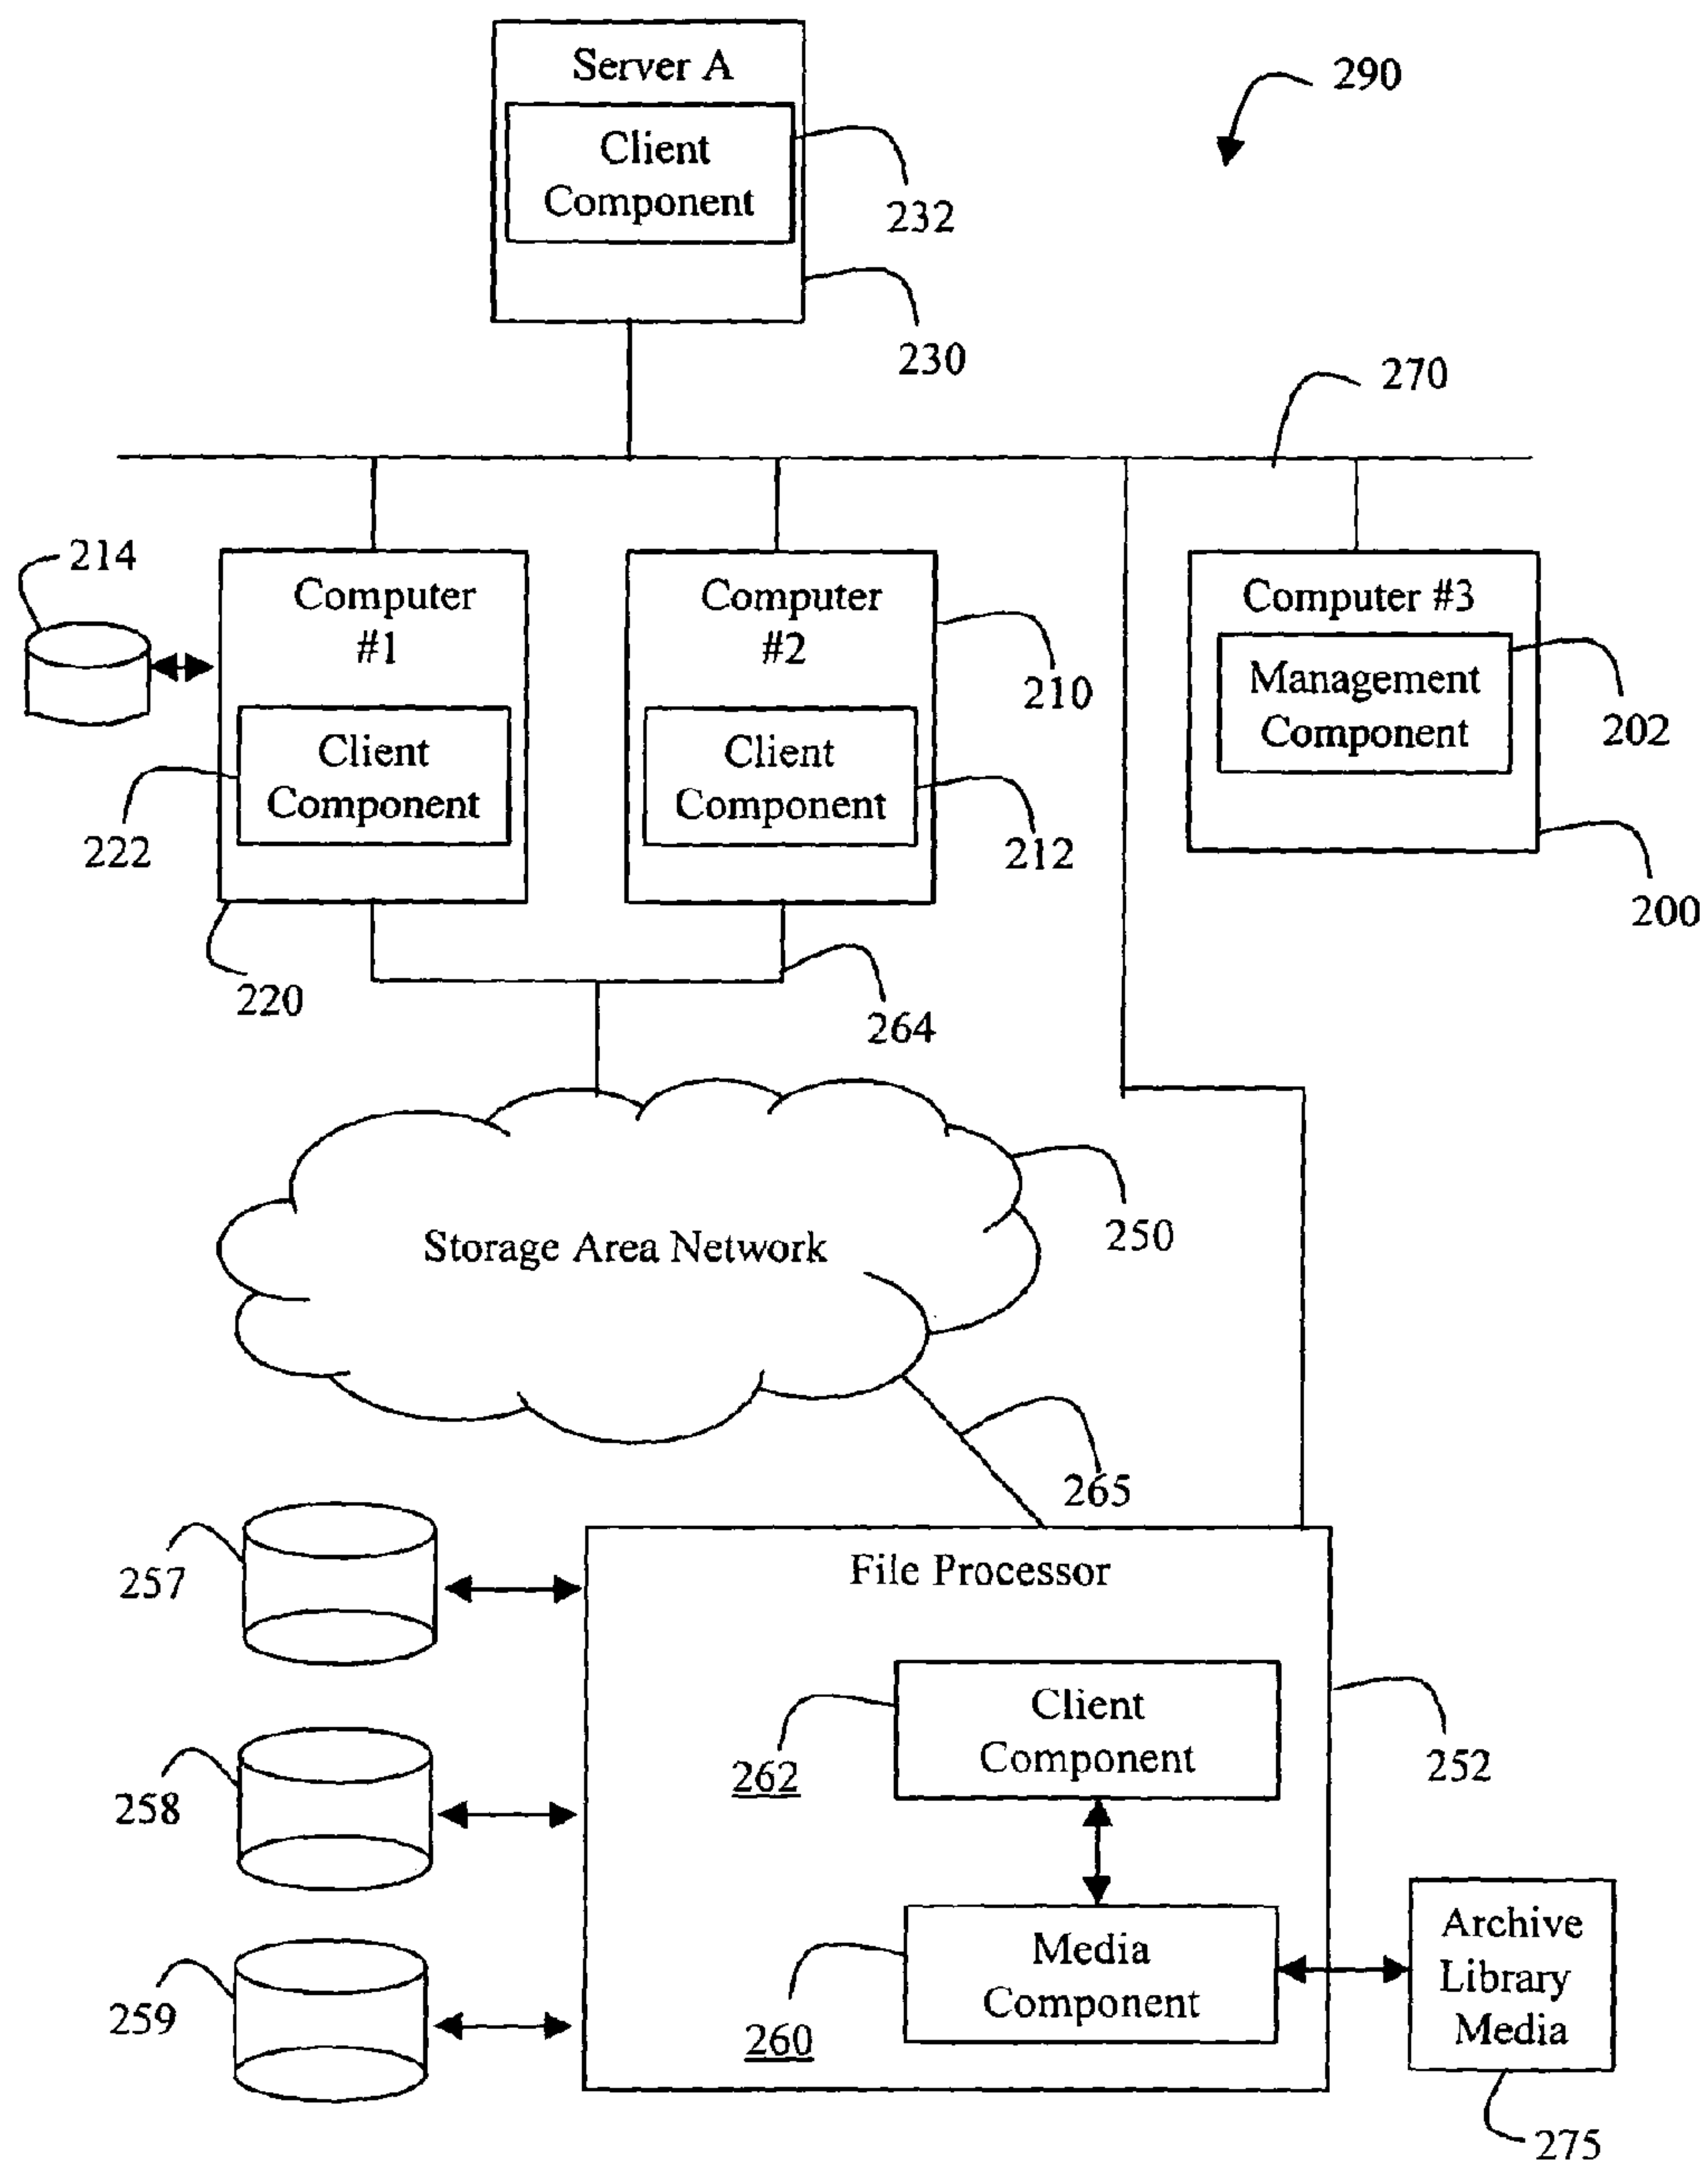 Server A
Client
Component
232
230
290
270
214
Computer
#1
Client
Component
222
220
Computer
#2
Client
Component
210
212
Computer #3
Management
Component
202
200
264
Storage Area Network
250
265
257
258
259
File Processor
Client
Component
262
252
Media
Component
260
Archive
Library
Media
275